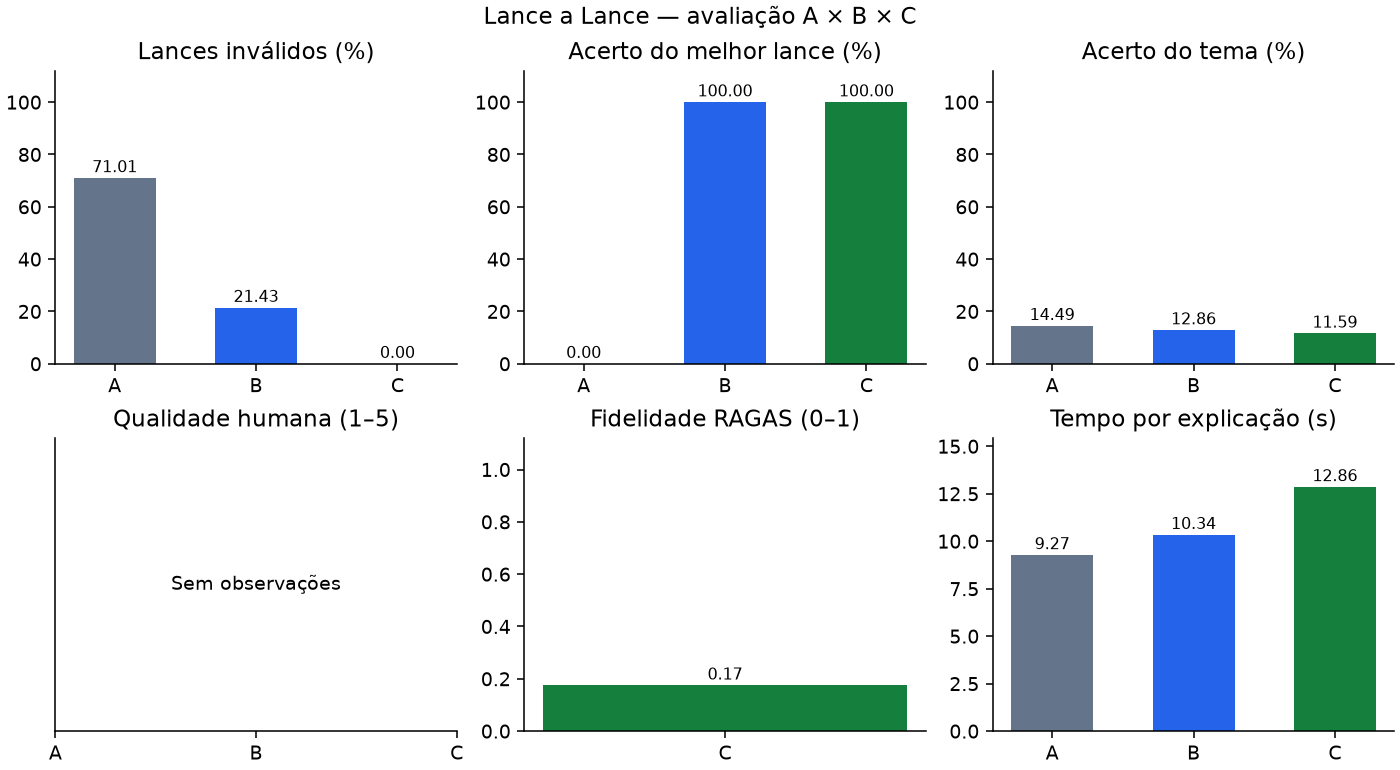 Lance a Lance — avaliação A × B × C
Lances inválidos (%)
100
80
60
40
20
0
71.01
21.43
0.00
A
B
C
Acerto do melhor lance (%)
100
80
60
40
20
0
0.00
100.00
100.00
A
B
C
Acerto do tema (%)
100
80
60
40
20
0
14.49
12.86
11.59
A
B
C
Qualidade humana (1–5)
Sem observações
A
B
C
Fidelidade RAGAS (0–1)
1.0
0.8
0.6
0.4
0.2
0.0
0.17
C
Tempo por explicação (s)
15.0
12.5
10.0
7.5
5.0
2.5
0.0
9.27
10.34
12.86
A
B
C